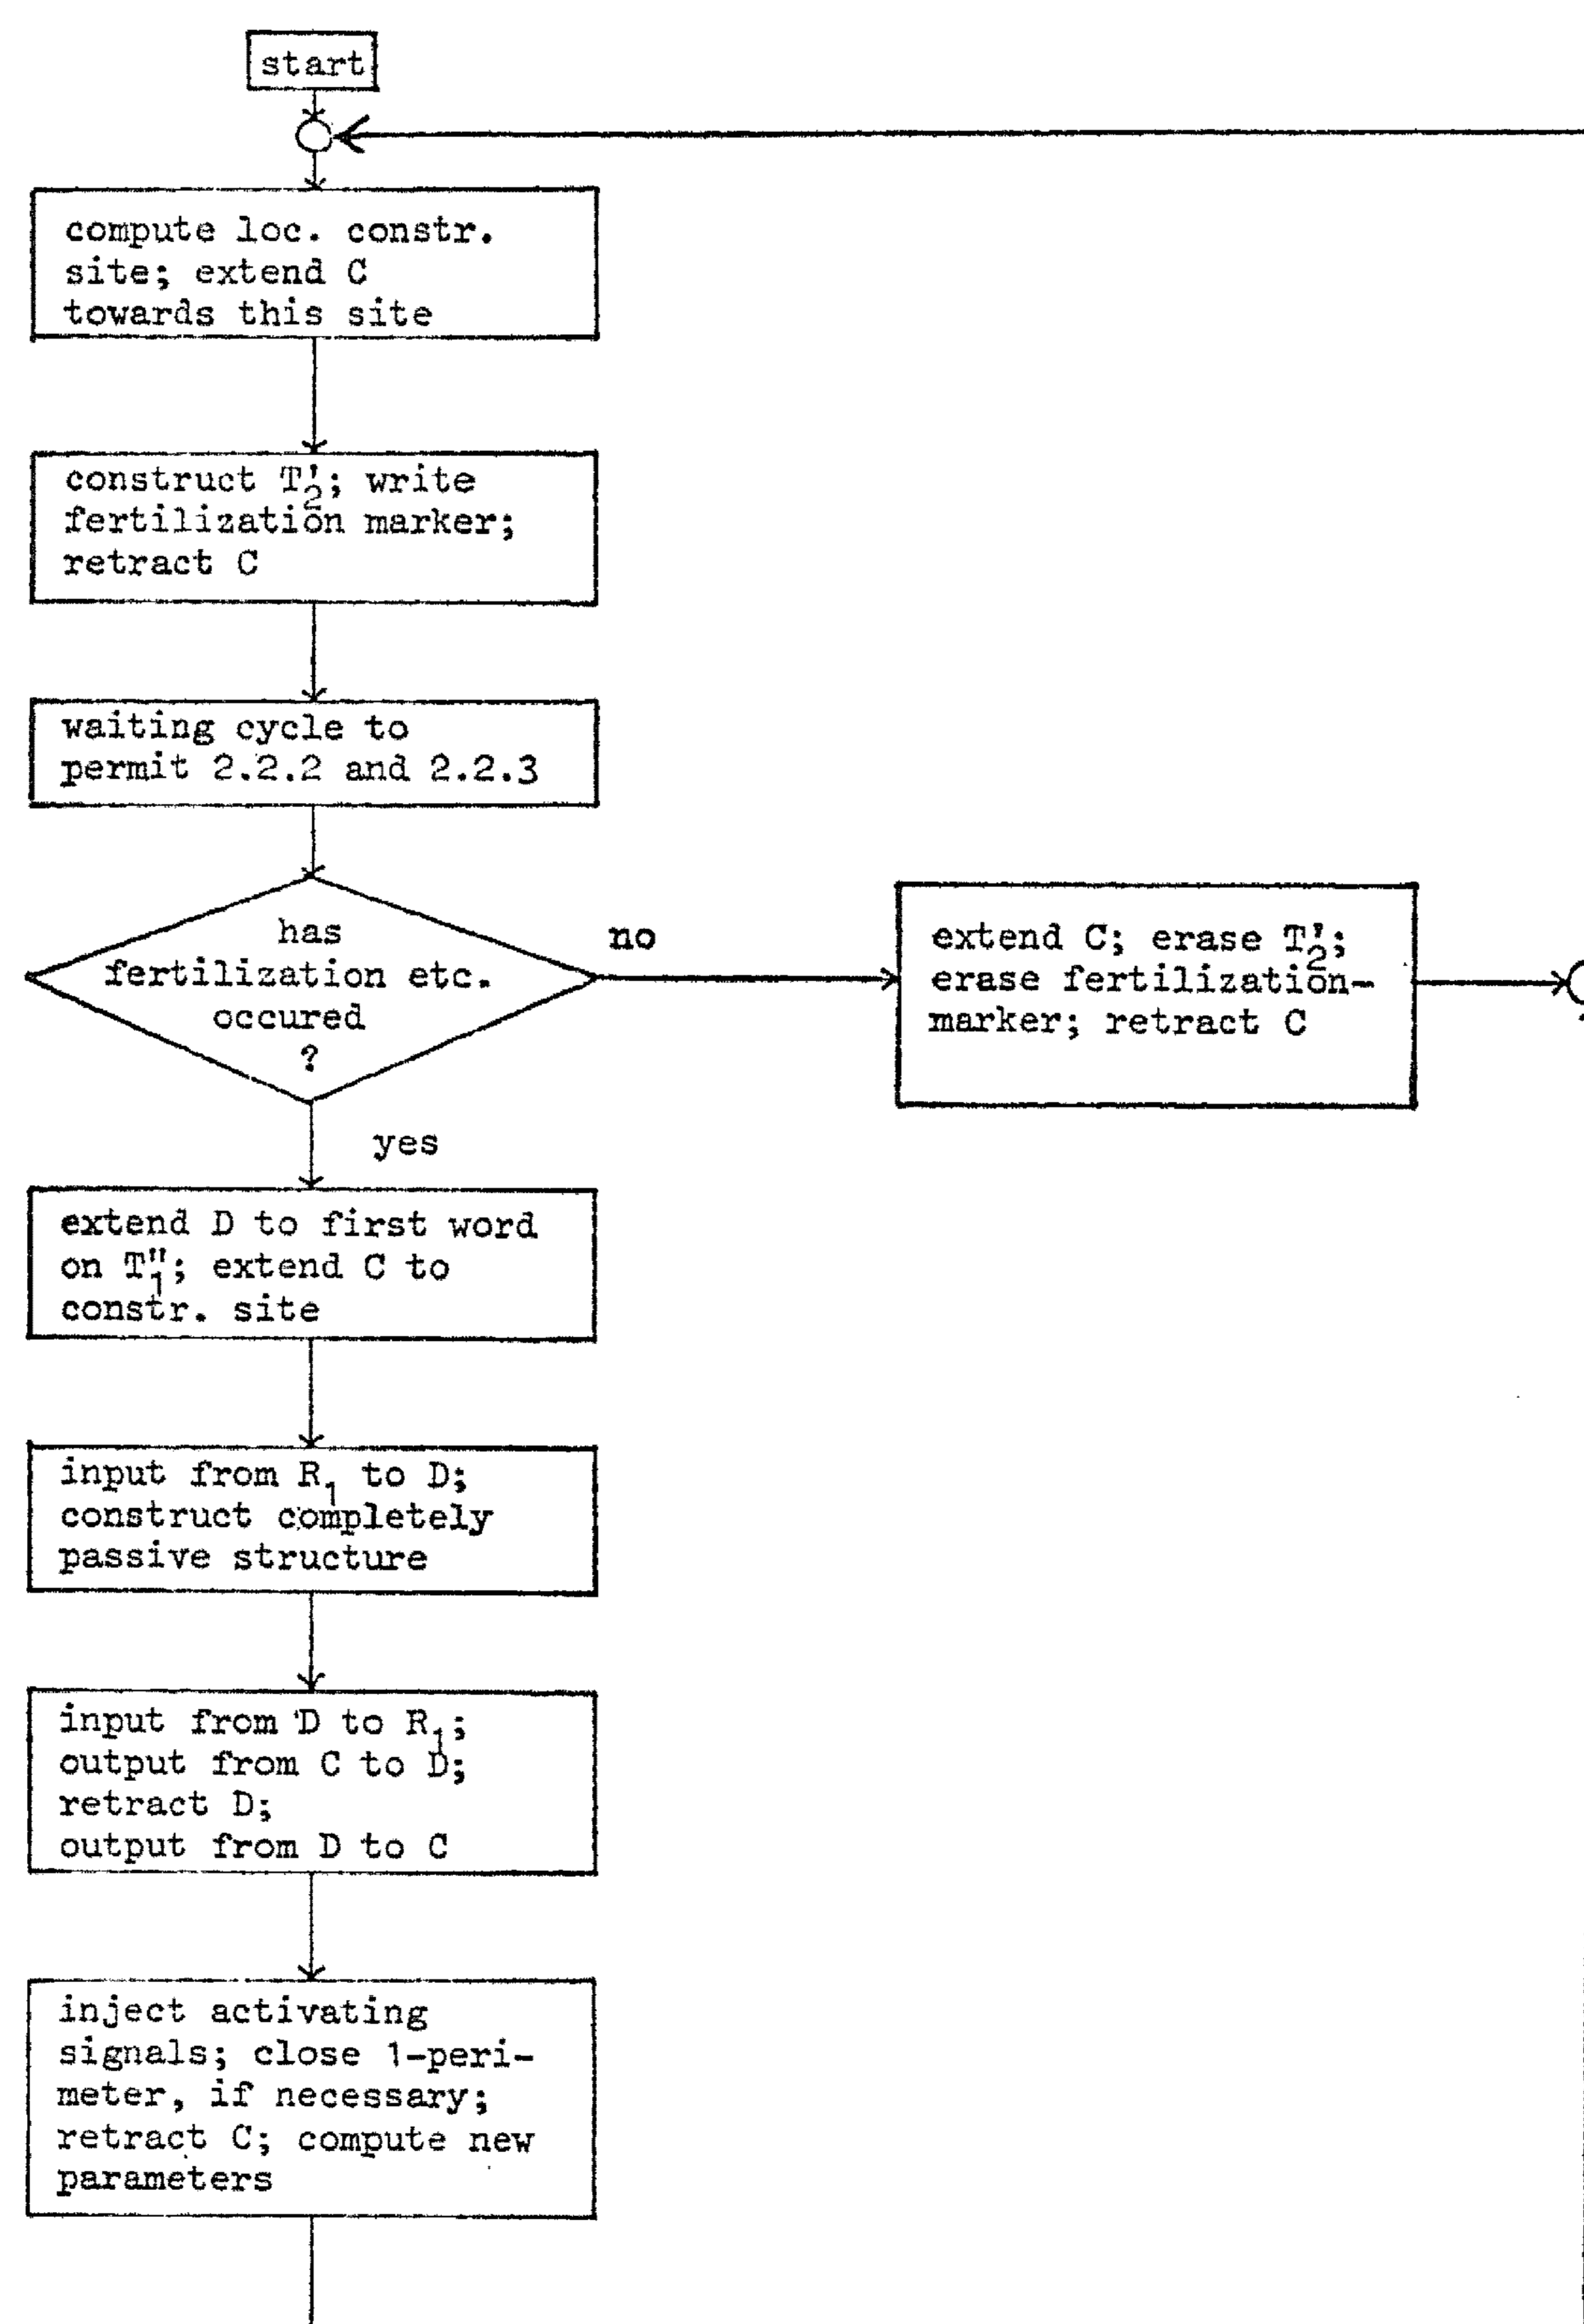 start
compute loc. constr.
site; extend C
towards this site
construct T'₂; write
fertilization marker;
retract C
waiting cycle to
permit 2.2.2 and 2.2.3
has
fertilization etc.
occured
?
no
extend C; erase T'₂;
erase fertilization-
marker; retract C
yes
extend D to first word
on T"₁; extend C to
constr. site
input from R₁ to D;
construct completely
passive structure
input from D to R₁;
output from C to D;
retract D;
output from D to C
inject activating
signals; close 1-peri-
meter, if necessary;
retract C; compute new
parameters